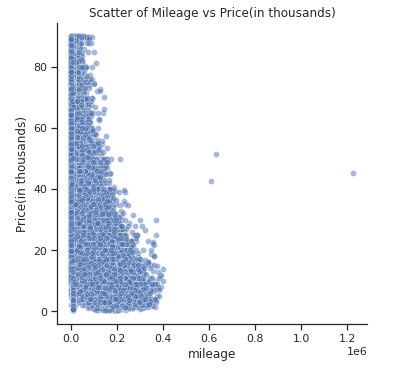 Scatter of Mileage vs Price(in thousands)
Price(in thousands)
80
60
40
20
0
0.0 0.2 0.4 0.6 0.8 1.0 1.2
1e6
mileage